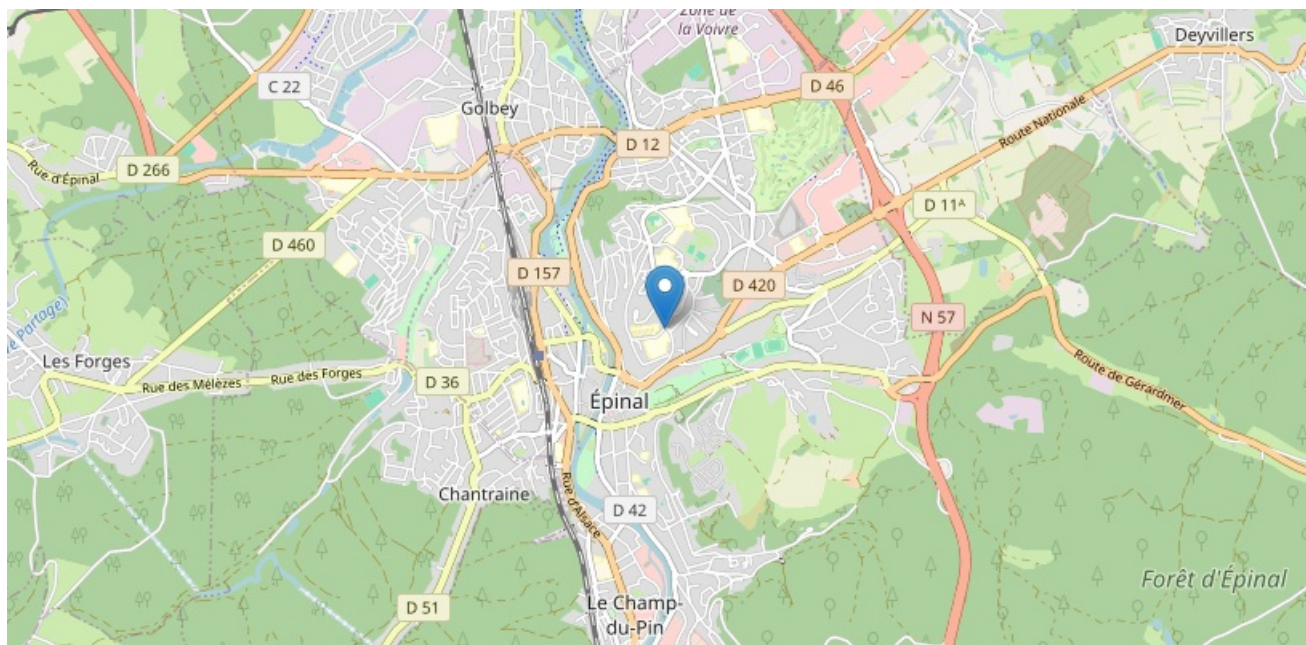 Zone de
la Voivre
Deyvillers
C 22
D 46
Golbey
D 12
Route Nationale
Rue d'Épinal
D 266
D 11ᴬ
D 460
D 157
D 420
N 57
Partage)
Les Forges
Rue des Mélèzes
Rue des Forges
D 36
Route de Gérardmer
Épinal
Chantraine
Rue d'Alsace
D 42
Forêt d'Épinal
D 51
Le Champ-
du-Pin